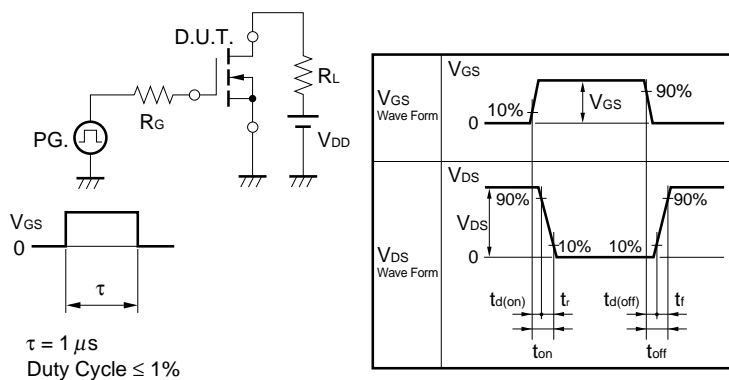 D.U.T.
RL
RG
PG.
VDD
VGS
0
τ
τ = 1 μs
Duty Cycle ≤ 1%
VGS
Wave Form
VGS
10%
VGS
90%
0
VDS
Wave Form
VDS
90%
VDS
90%
10%
10%
0
td(on)
tr
td(off)
tf
ton
toff